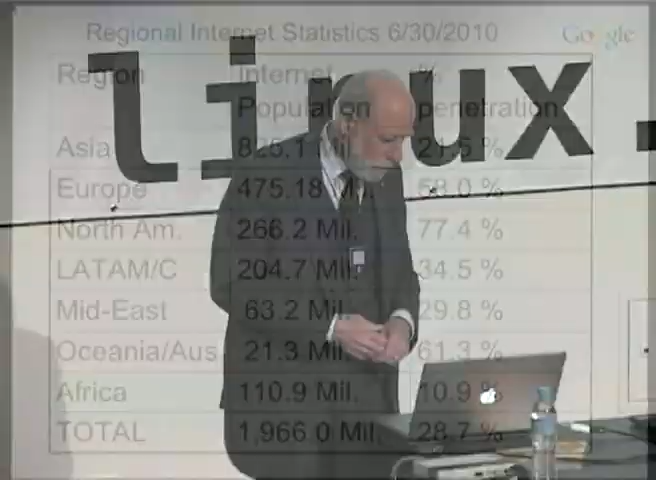 Regional Internet Statistics 6/30/2010
Google
linux.
Region Internet Population % penetration
Asia 825.1 Mil. 21.5 %
Europe 475.18 Mil. 58.0 %
North Am. 266.2 Mil. 77.4 %
LATAM/C 204.7 Mil. 34.5 %
Mid-East 63.2 Mil. 29.8 %
Oceania/Aus 21.3 Mil. 61.3 %
Africa 110.9 Mil. 10.9 %
TOTAL 1,966.0 Mil. 28.7 %